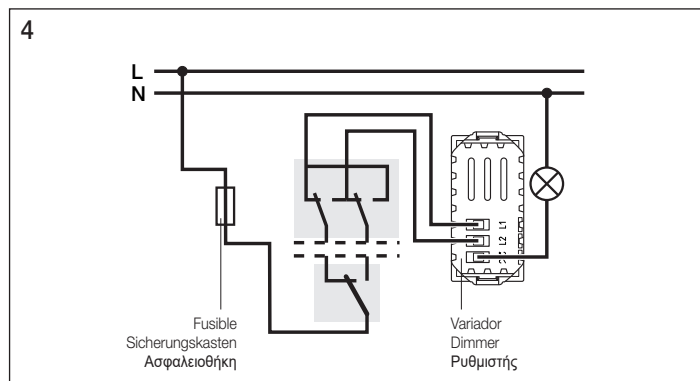 4
L
N
L1
L2
Fusible
Sicherungskasten
Ασφαλειοθήκη
Variador
Dimmer
Ρυθμιστής